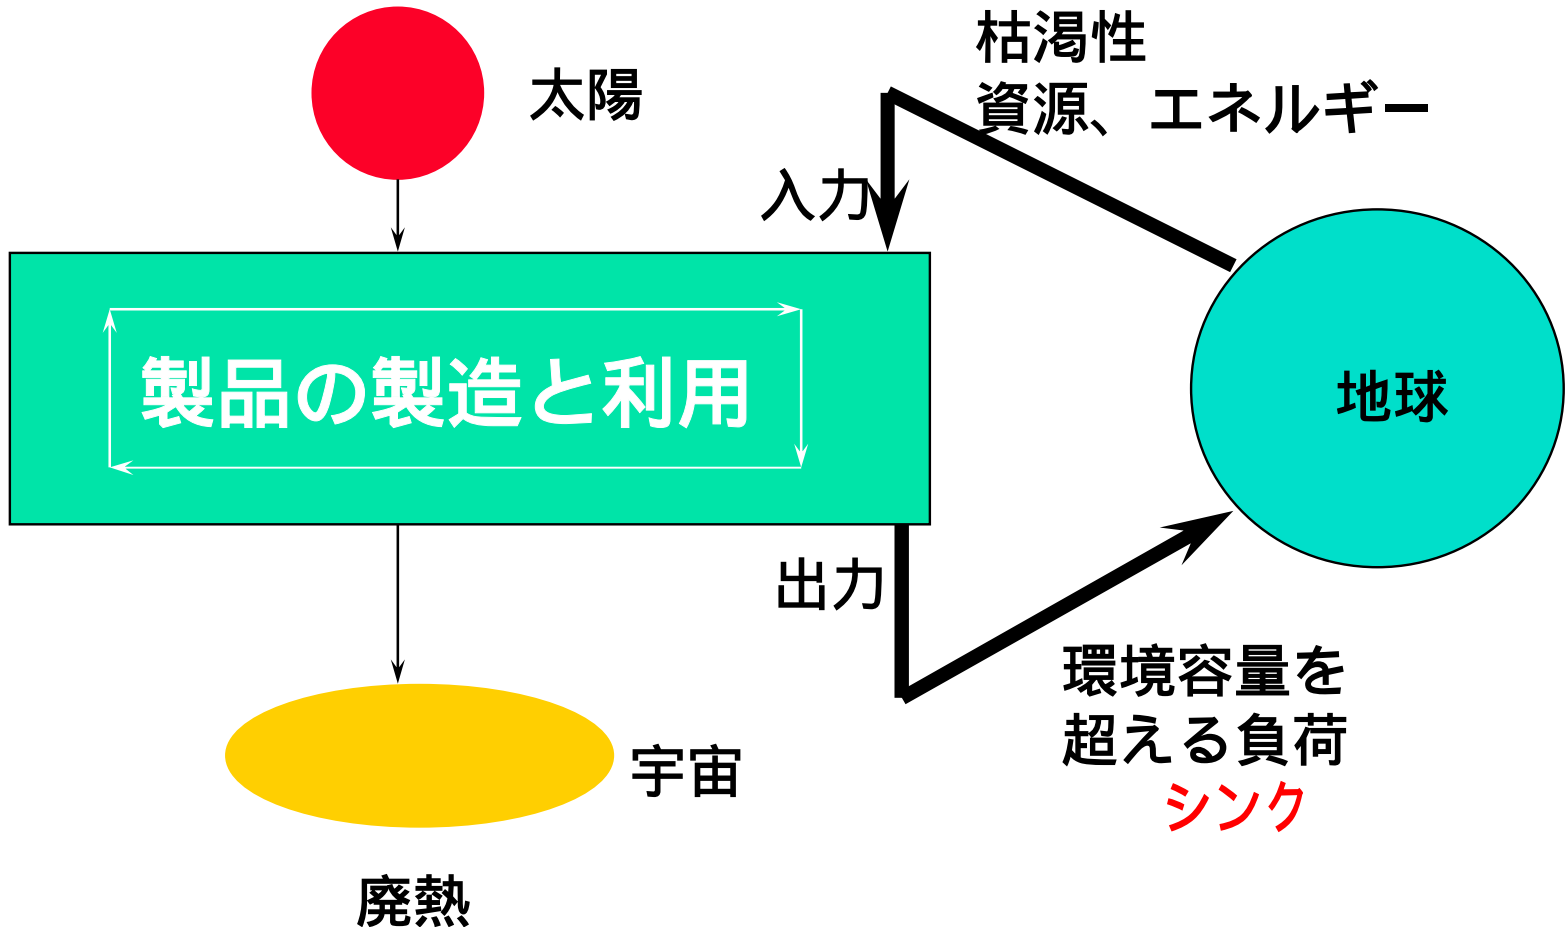 枯渇性
太陽
資源、エネルギー
入力
製品の製造と利用
地球
出力
環境容量を
超える負荷
シンク
宇宙
廃熱